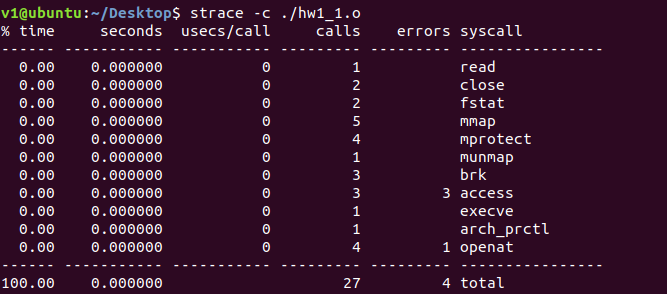 v1@ubuntu:~/Desktop$ strace -c ./hw1_1.o
% time     seconds  usecs/call     calls    errors syscall
------ ----------- ----------- --------- --------- ----------------
  0.00    0.000000           0         1           read
  0.00    0.000000           0         2           close
  0.00    0.000000           0         2           fstat
  0.00    0.000000           0         5           mmap
  0.00    0.000000           0         4           mprotect
  0.00    0.000000           0         1           munmap
  0.00    0.000000           0         3           brk
  0.00    0.000000           0         3         3 access
  0.00    0.000000           0         1           execve
  0.00    0.000000           0         1           arch_prctl
  0.00    0.000000           0         4         1 openat
------ ----------- ----------- --------- --------- ----------------
100.00    0.000000                    27         4 total